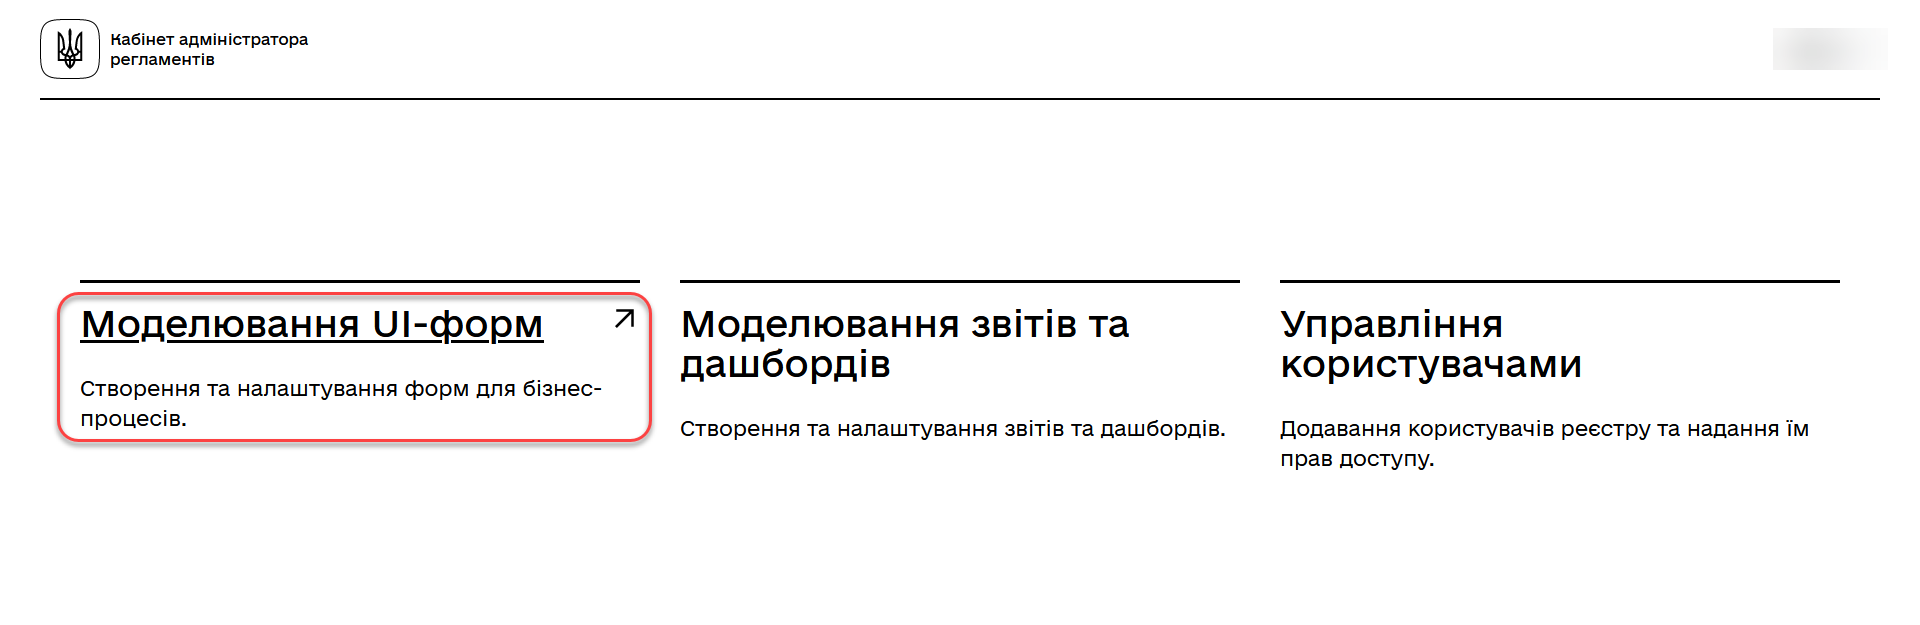 Кабінет адміністратора
регламентів
Моделювання UI-форм
Створення та налаштування форм для бізнес-
процесів.
Моделювання звітів та
дашбордів
Створення та налаштування звітів та дашбордів.
Управління
користувачами
Додавання користувачів реєстру та надання їм
прав доступу.